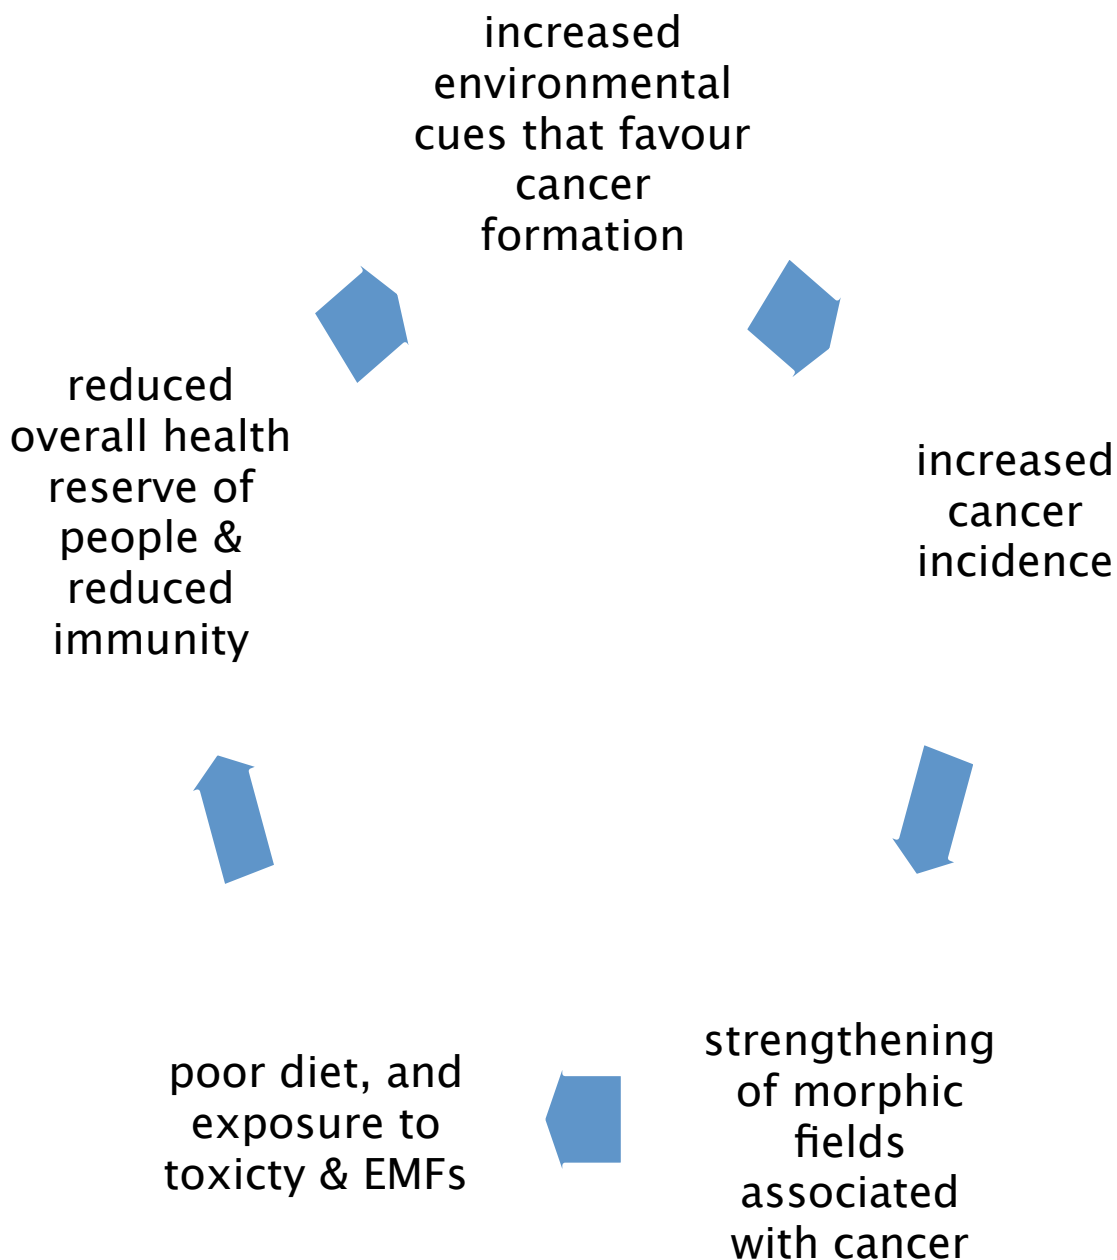 increased
environmental
cues that favour
cancer
formation
increased
cancer
incidence
strengthening
of morphic
fields
associated
with cancer
poor diet, and
exposure to
toxicty & EMFs
reduced
overall health
reserve of
people &
reduced
immunity